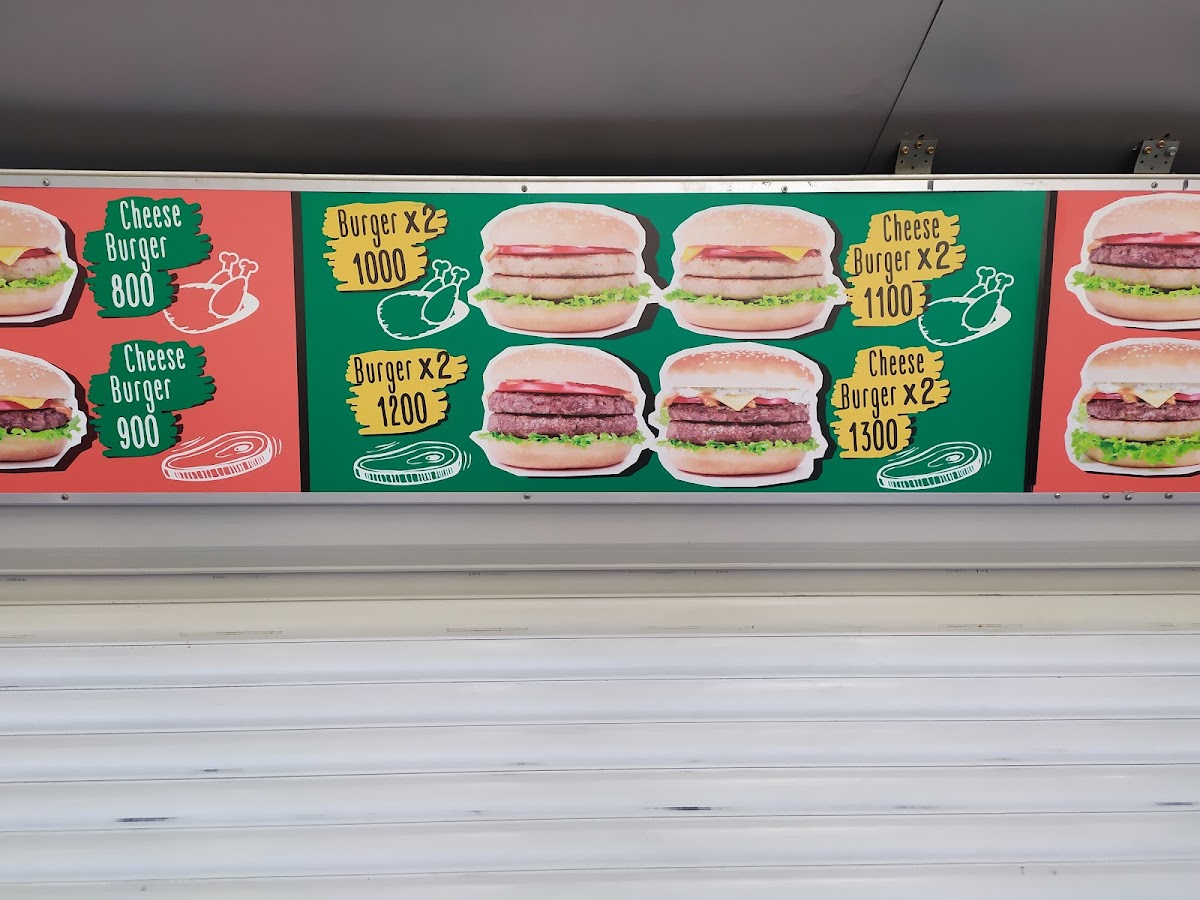 Cheese
Burger
800
Cheese
Burger
900
Burger x2
1000
Burger x2
1200
Cheese
Burger x2
1100
Cheese
Burger x2
1300